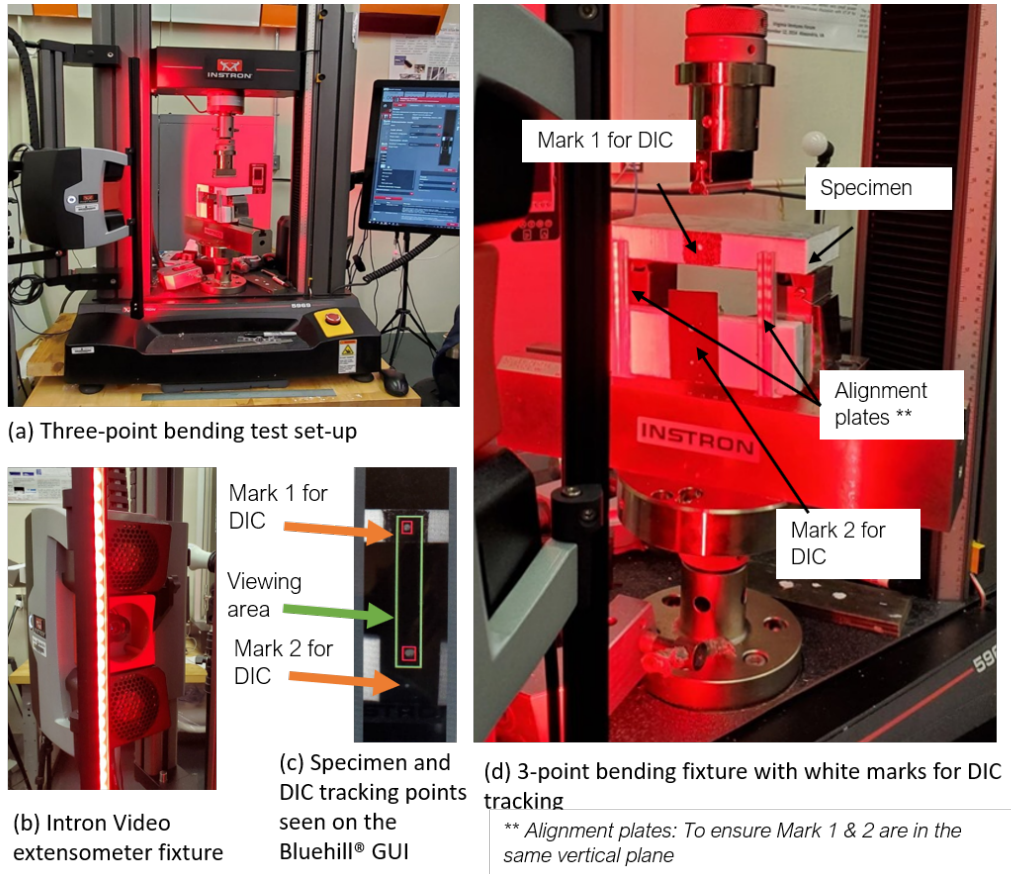 INSTRON
5969
(a) Three-point bending test set-up
Mark 1 for DIC
Specimen
Alignment
plates **
INSTRON
Mark 2 for
DIC
596
Mark 1 for
DIC
Viewing
area
Mark 2 for
DIC
(b) Intron Video
extensometer fixture
(c) Specimen and
DIC tracking points
seen on the
Bluehill® GUI
(d) 3-point bending fixture with white marks for DIC
tracking
** Alignment plates: To ensure Mark 1 & 2 are in the
same vertical plane